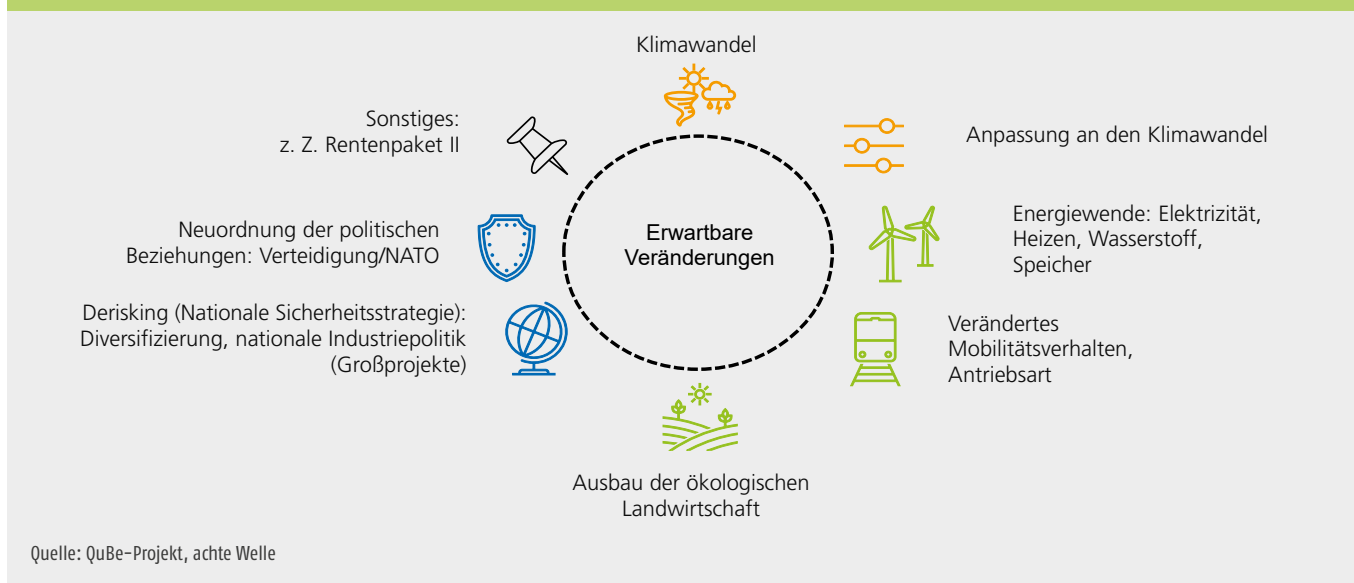 Klimawandel
Sonstiges:
z. Z. Rentenpaket II
Anpassung an den Klimawandel
Neuordnung der politischen
Beziehungen: Verteidigung/NATO
Erwartbare
Veränderungen
Energiewende: Elektrizität,
Heizen, Wasserstoff,
Speicher
Derisking (Nationale Sicherheitsstrategie):
Diversifizierung, nationale Industriepolitik
(Großprojekte)
Verändertes
Mobilitätsverhalten,
Antriebsart
Ausbau der ökologischen
Landwirtschaft
Quelle: QuBe-Projekt, achte Welle